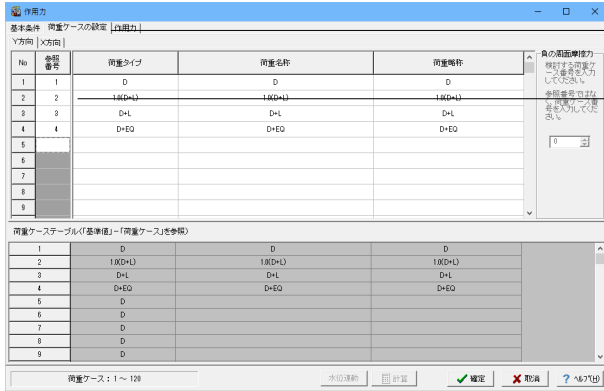 作用力
基本条件 荷重ケースの設定 作用力
Y方向 X方向
No 参照番号 荷重タイプ 荷重名称 荷重略称
1 1 D D D
2 2 1.0(D+L) 1.0(D+L) 1.0(D+L)
3 3 D+L D+L D+L
4 4 D+EQ D+EQ D+EQ
5
6
7
8
9
負の周面摩擦力
検討する荷重ケ
ース番号を入力
してください。
参照番号ではな
く、荷重ケース番
号を入力してくだ
さい。
0
荷重ケーステーブル(「基準値」-「荷重ケース」を参照)
1 D D D
2 1.0(D+L) 1.0(D+L) 1.0(D+L)
3 D+L D+L D+L
4 D+EQ D+EQ D+EQ
5 D
6 D
7 D
8 D
9 D
荷重ケース:1~120
水位連動 計算 確定 取消 ? ヘルプ(H)